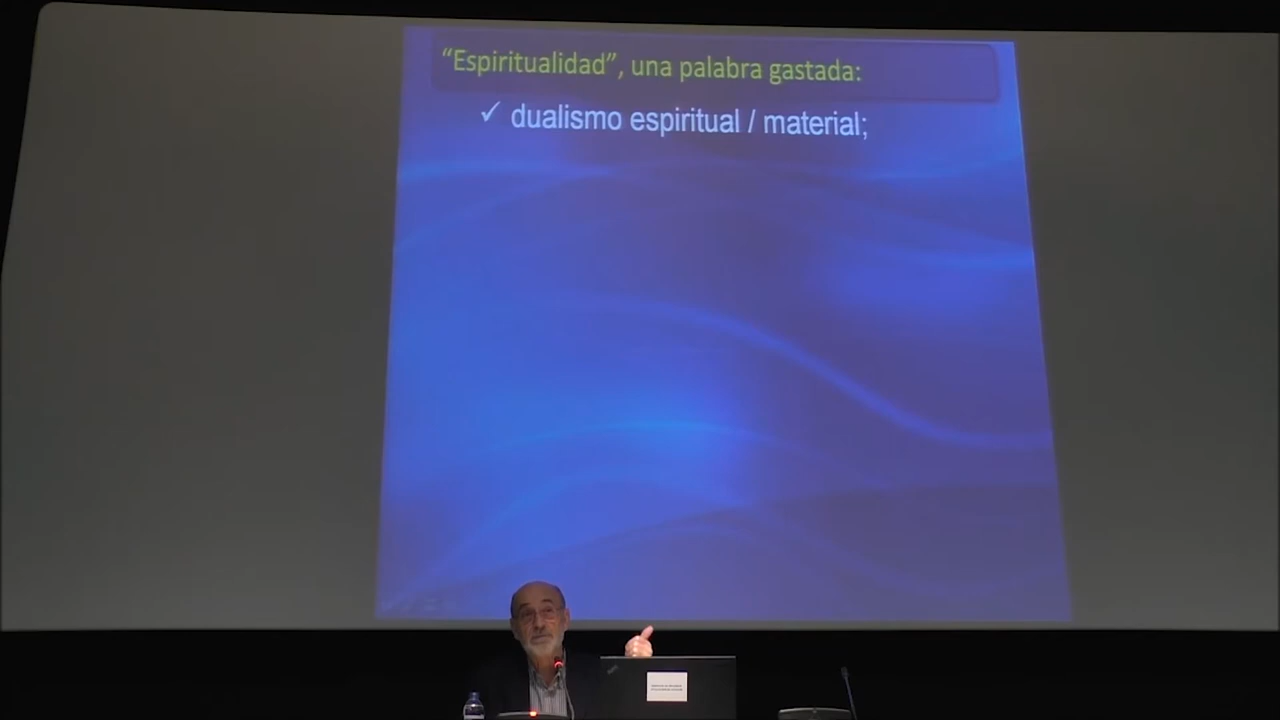 “Espiritualidad”, una palabra gastada:
✓ dualismo espiritual / material;